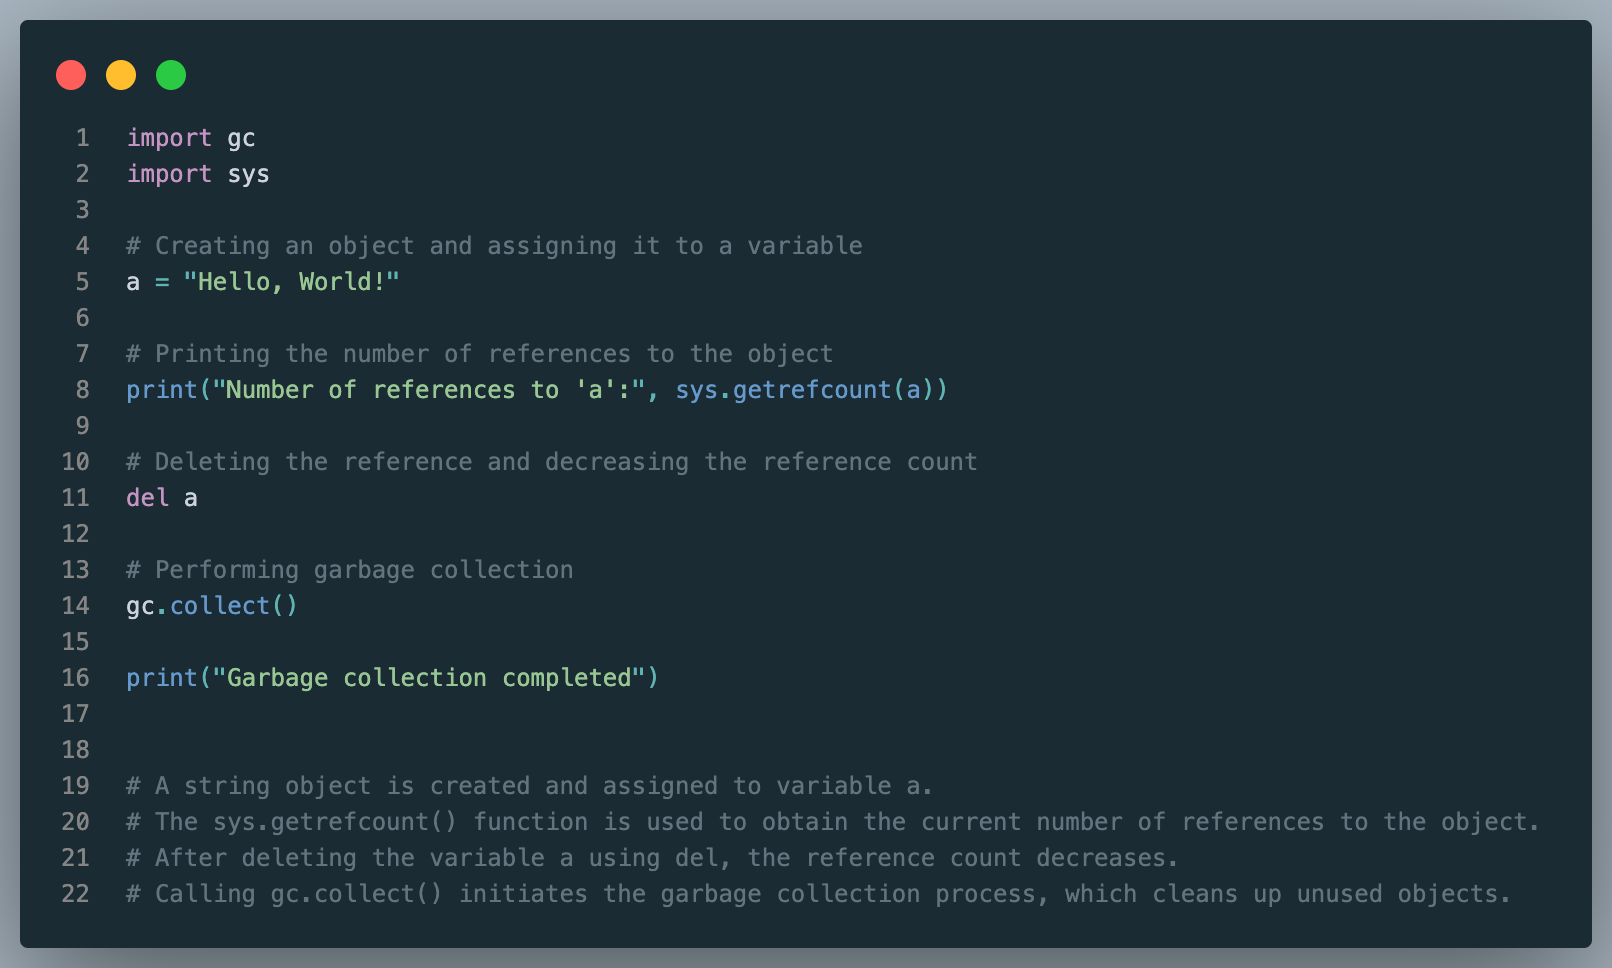 1 import gc
2 import sys
3
4 # Creating an object and assigning it to a variable
5 a = "Hello, World!"
6
7 # Printing the number of references to the object
8 print("Number of references to 'a':", sys.getrefcount(a))
9
10 # Deleting the reference and decreasing the reference count
11 del a
12
13 # Performing garbage collection
14 gc.collect()
15
16 print("Garbage collection completed")
17
18
19 # A string object is created and assigned to variable a.
20 # The sys.getrefcount() function is used to obtain the current number of references to the object.
21 # After deleting the variable a using del, the reference count decreases.
22 # Calling gc.collect() initiates the garbage collection process, which cleans up unused objects.